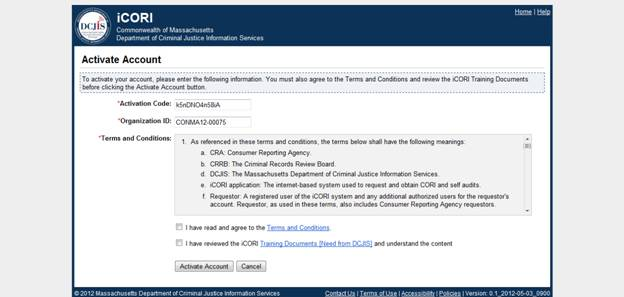 DCJIS
iCORI
Home | Help
Commonwealth of Massachusetts
Department of Criminal Justice Information Services
Activate Account
To activate your account, please enter the following information. You must also agree to the Terms and Conditions and review the iCORI Training Documents
before clicking the Activate Account button.
*Activation Code: k5nDNO4n58iA
*Organization ID: CONMA12-00075
*Terms and Conditions:
1. As referenced in these terms and conditions, the terms below shall have the following meanings:
a. CRA: Consumer Reporting Agency.
b. CRRB: The Criminal Records Review Board.
d. DCJIS: The Massachusetts Department of Criminal Justice Information Services.
e. iCORI application: The internet-based system used to request and obtain CORI and self audits.
f. Requestor: A registered user of the iCORI system and any additional authorized users for the requestor's
account. Requestor, as used in these terms, also includes Consumer Reporting Agency requestors.
I have read and agree to the Terms and Conditions.
I have reviewed the iCORI Training Documents [Need from DCJIS] and understand the content
Activate Account Cancel
© 2012 Massachusetts Department of Criminal Justice Information Services
Contact Us | Terms of Use | Accessibility | Policies | Version: 0.1_2012-05-03_0900